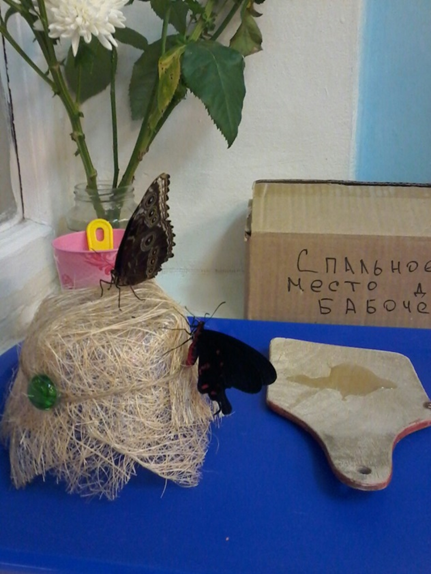 Спальное
место д
бабоче